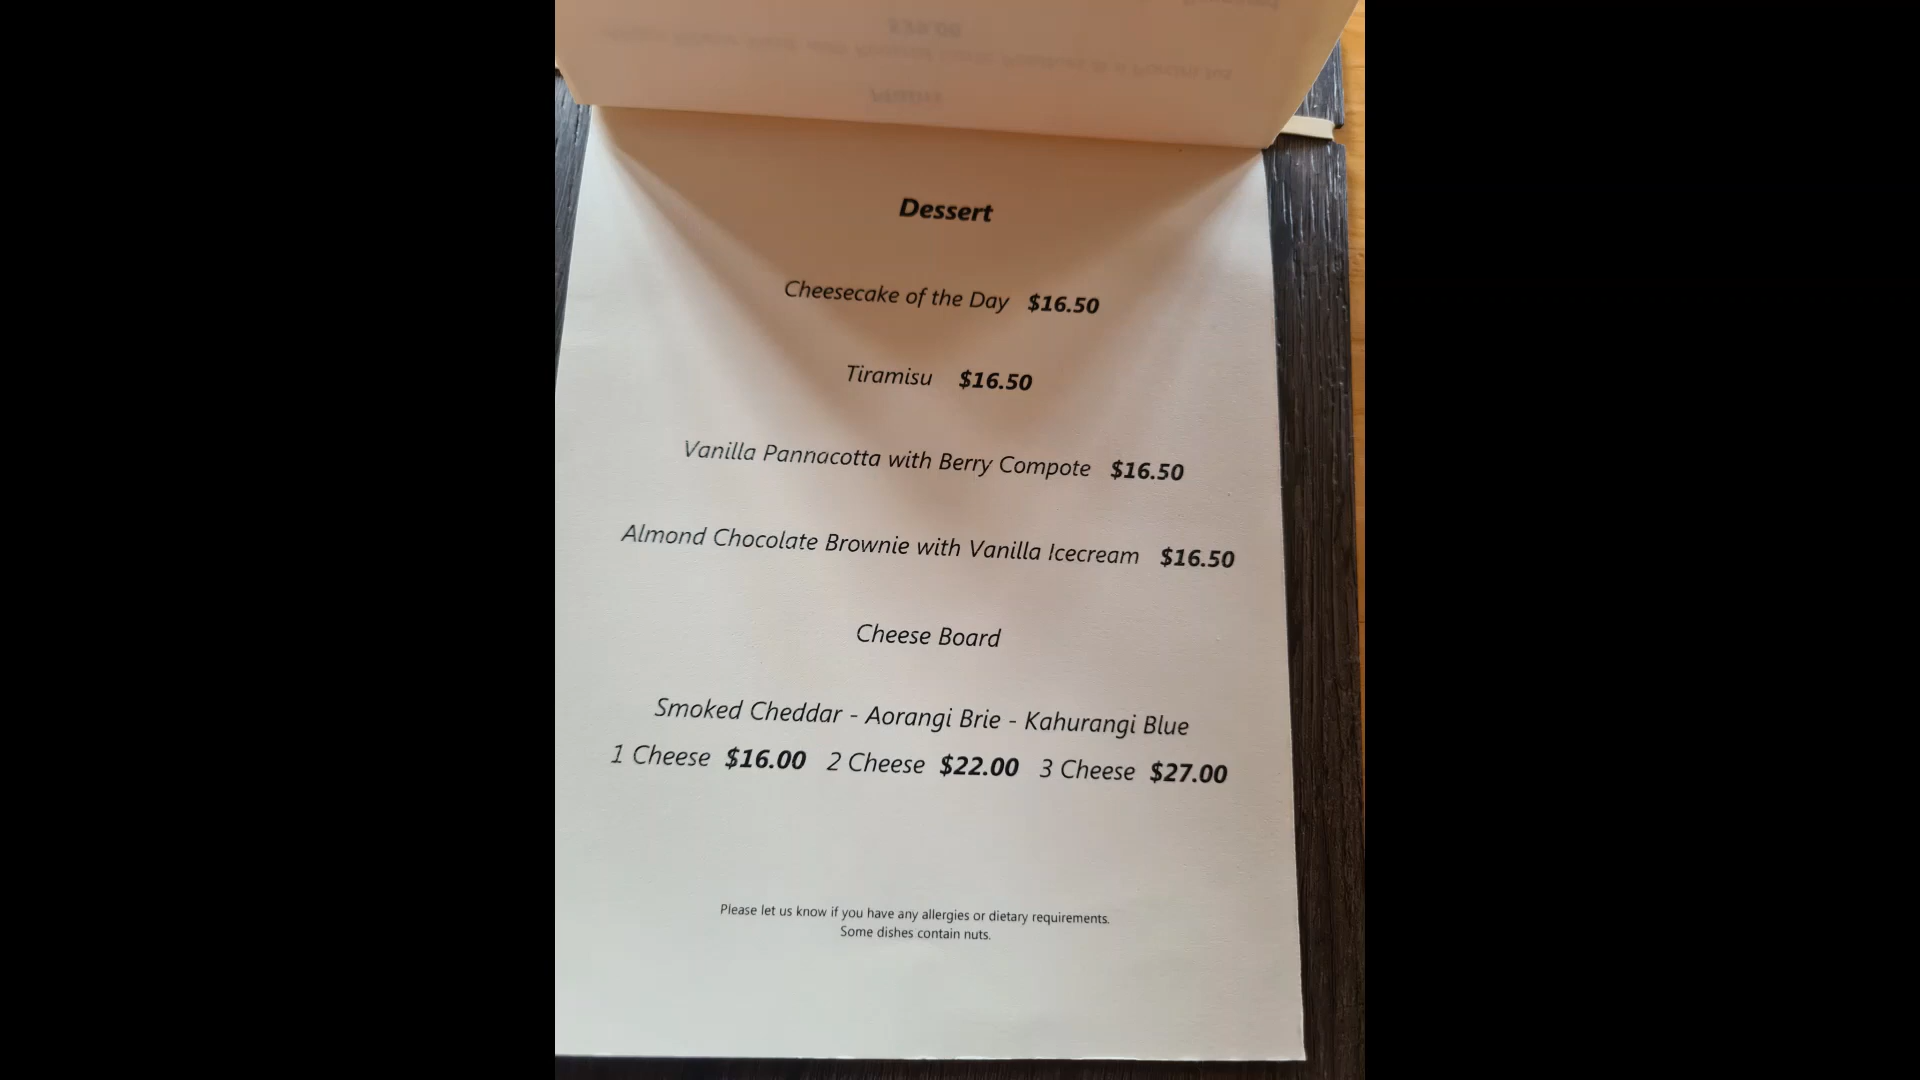 Dessert
Cheesecake of the Day $16.50
Tiramisu $16.50
Vanilla Pannacotta with Berry Compote $16.50
Almond Chocolate Brownie with Vanilla Icecream $16.50
Cheese Board
Smoked Cheddar - Aorangi Brie - Kahurangi Blue
1 Cheese $16.00 2 Cheese $22.00 3 Cheese $27.00
Please let us know if you have any allergies or dietary requirements.
Some dishes contain nuts.